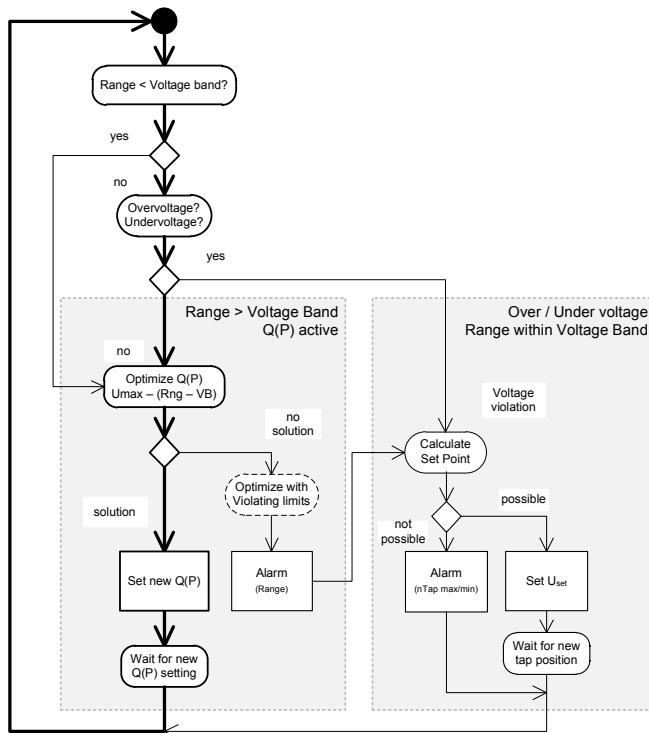 Range < Voltage band?
yes
no
Overvoltage?
Undervoltage?
yes
Range > Voltage Band
Q(P) active
no
Optimize Q(P)
Umax – (Rng – VB)
no
solution
Optimize with
Violating limits
solution
Set new Q(P)
Alarm
(Range)
Wait for new
Q(P) setting
Over / Under voltage
Range within Voltage Band
Voltage
violation
Calculate
Set Point
possible
not
possible
Alarm
(nTap max/min)
Set Uset
Wait for new
tap position